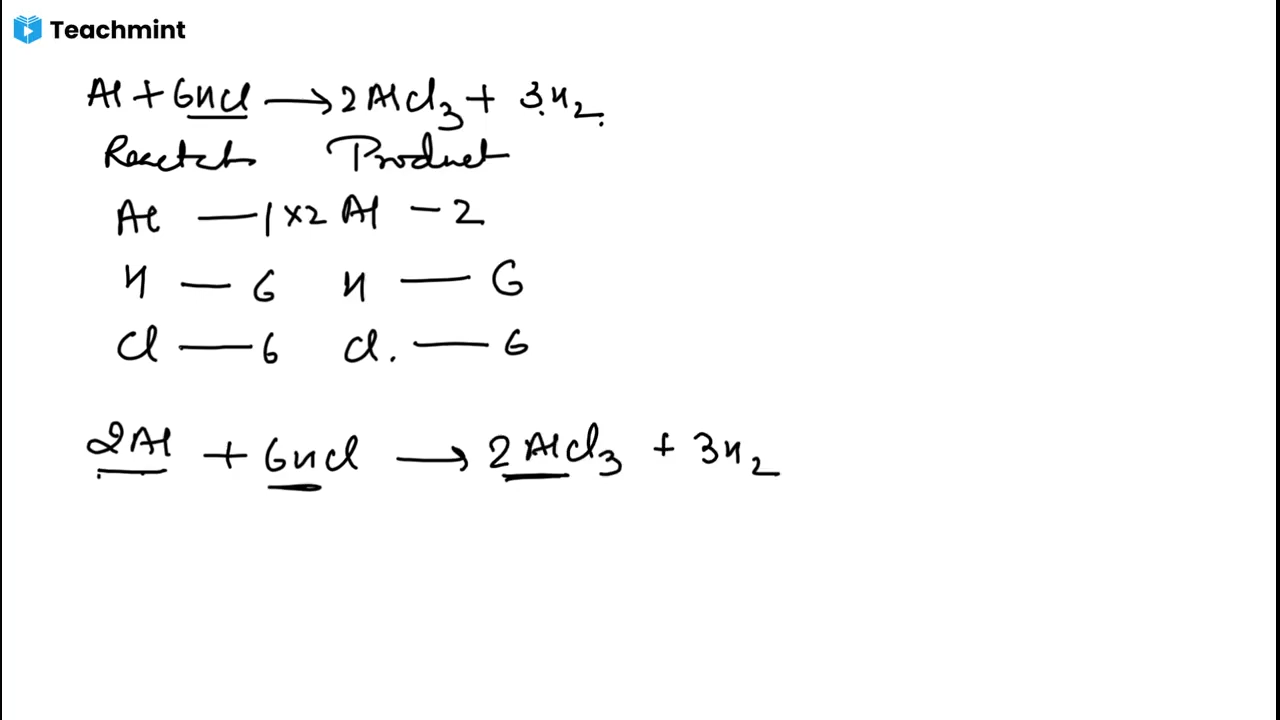 Teachmint
Al + 6HCl → 2AlCl₃ + 3H₂
Product
Al — 1 × 2 Al – 2
H — 6 H — 6
Cl — 6 Cl. — 6
2Al + 6HCl → 2AlCl₃ + 3H₂